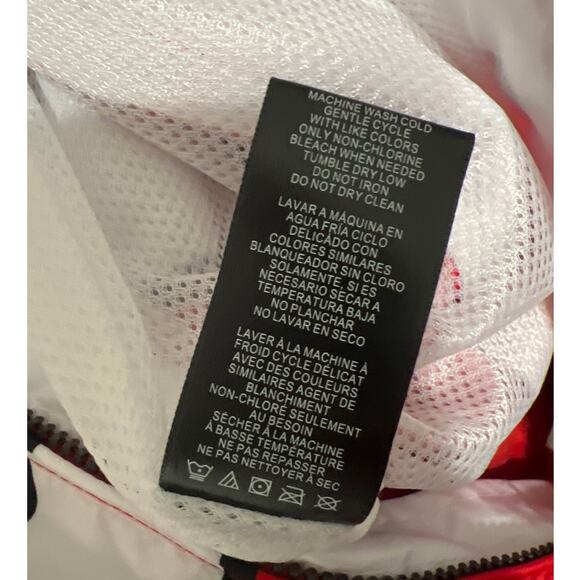 MACHINE WASH COLD
GENTLE CYCLE
WITH LIKE COLORS
ONLY NON-CHLORINE
BLEACH WHEN NEEDED
TUMBLE DRY LOW
DO NOT IRON
DO NOT DRY CLEAN
LAVAR A MÁQUINA EN
AGUA FRÍA CICLO
DELICADO CON
COLORES SIMILARES
BLANQUEADOR SIN CLORO
SOLAMENTE, SI ES
NECESARIO SECAR A
TEMPERATURA BAJA
NO PLANCHAR
NO LAVAR EN SECO
LAVER À LA MACHINE À
FROID CYCLE DÉLICAT
AVEC DES COULEURS
SIMILAIRES AGENT DE
BLANCHIMENT
NON-CHLORÉ SEULEMENT
AU BESOIN
SÉCHER À LA MACHINE
À BASSE TEMPÉRATURE
NE PAS REPASSER
NE PAS NETTOYER À SEC